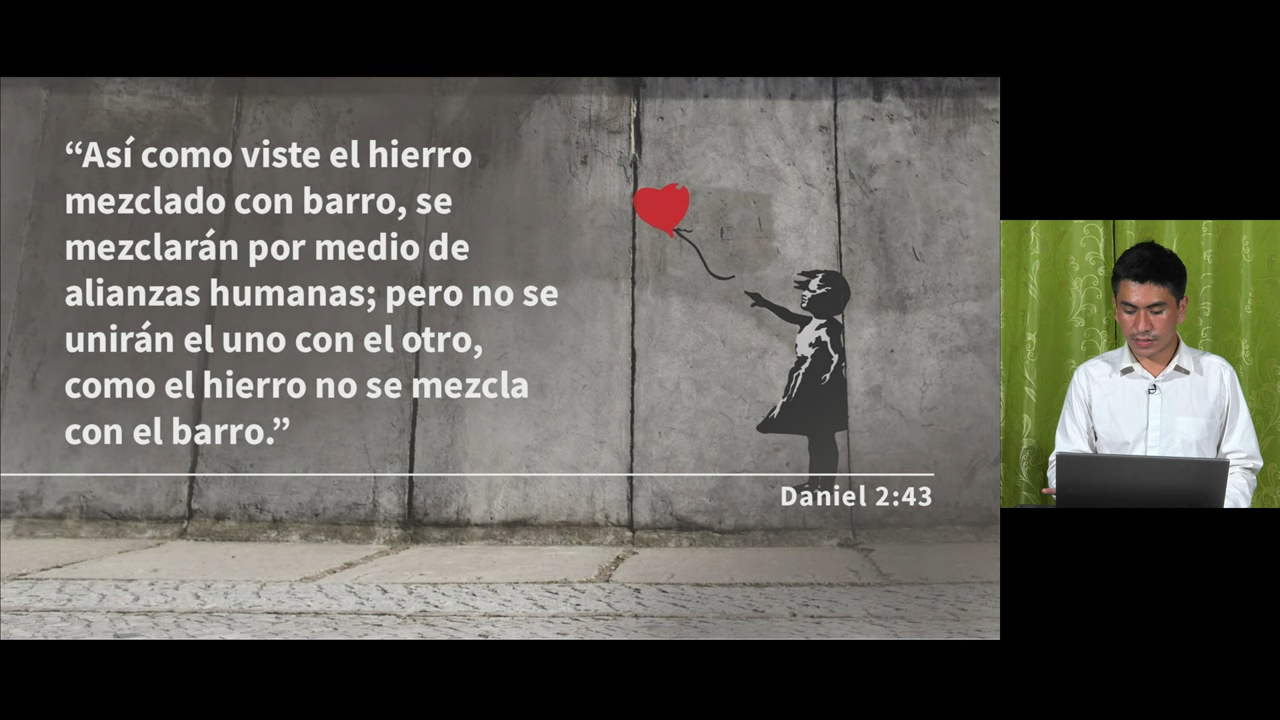 “Así como viste el hierro
mezclado con barro, se
mezclarán por medio de
alianzas humanas; pero no se
unirán el uno con el otro,
como el hierro no se mezcla
con el barro.”
Daniel 2:43